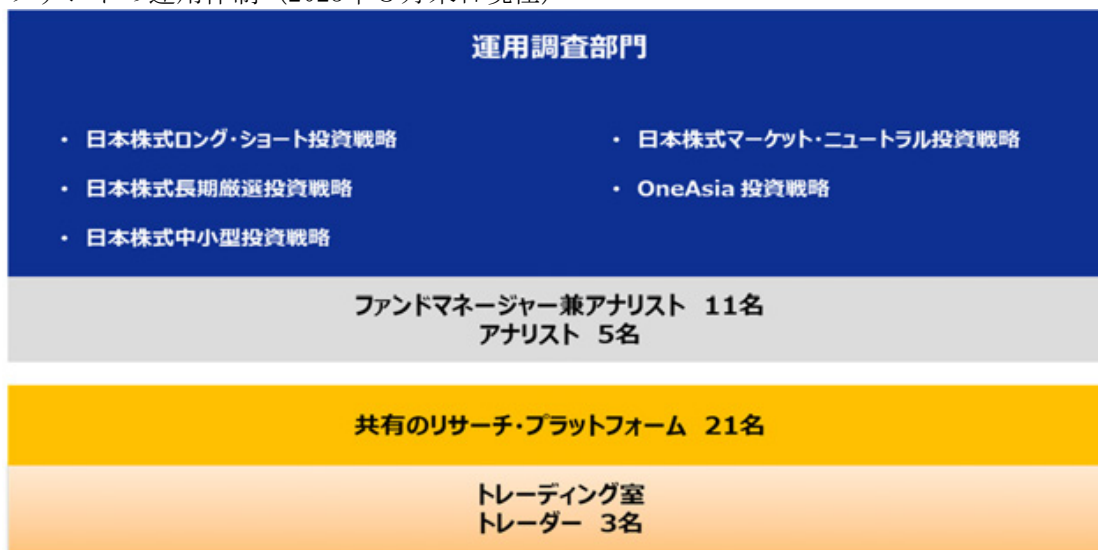 運用調査部門
・ 日本株式ロング・ショート投資戦略
・ 日本株式マーケット・ニュートラル投資戦略
・ 日本株式長期厳選投資戦略
・ OneAsia 投資戦略
・ 日本株式中小型投資戦略
ファンドマネージャー兼アナリスト 11名
アナリスト 5名
共有のリサーチ・プラットフォーム 21名
トレーディング室
トレーダー 3名